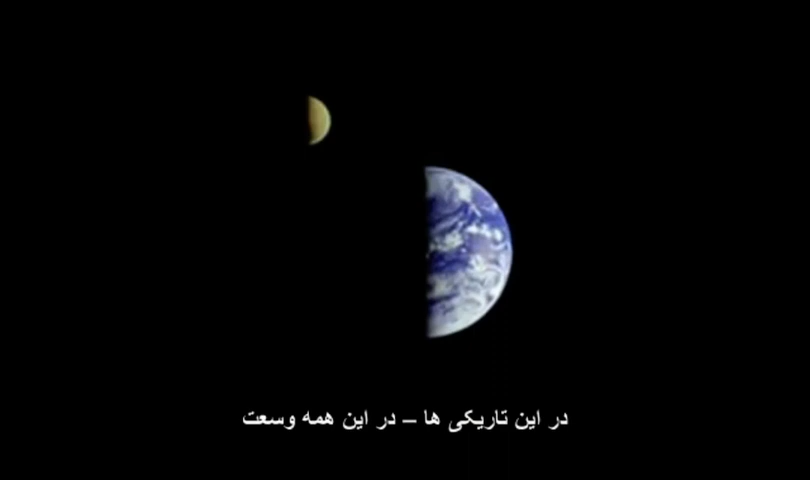 در این تاریکی ها – در این همه وسعت